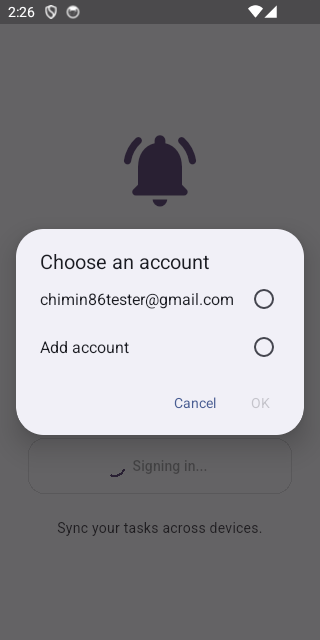 2:26
Choose an account
chimin86tester@gmail.com
Add account
Cancel
OK
Signing in...
Sync your tasks across devices.